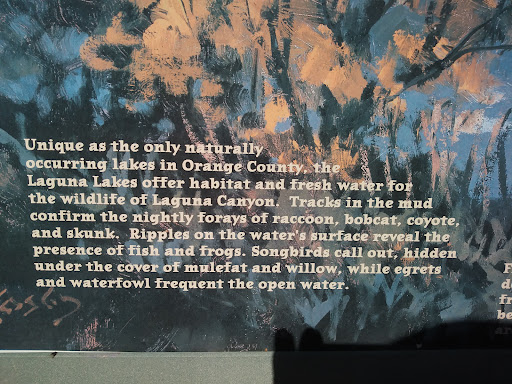 Unique as the only naturally
occurring lakes in Orange County, the
Laguna Lakes offer habitat and fresh water for
the wildlife of Laguna Canyon. Tracks in the mud
confirm the nightly forays of raccoon, bobcat, coyote,
and skunk. Ripples on the water's surface reveal the
presence of fish and frogs. Songbirds call out, hidden
under the cover of mulefat and willow, while egrets
and waterfowl frequent the open water.